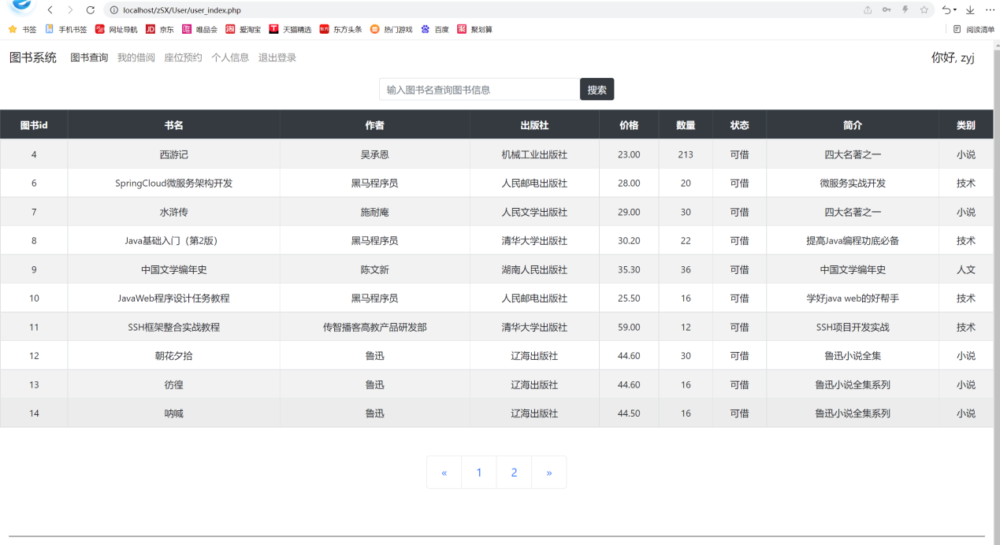 localhost/zSX/User/user_index.php
书签 手机书签 网址导航 JD 京东 唯 唯品会 淘 爱淘宝 T 天猫精选 东方 东方头条 热门游戏 百度 聚 聚划算 阅读清单
图书系统 图书查询 我的借阅 座位预约 个人信息 退出登录 你好, zyj
输入图书名查询图书信息 搜索
图书id 书名 作者 出版社 价格 数量 状态 简介 类别
4 西游记 吴承恩 机械工业出版社 23.00 213 可借 四大名著之一 小说
6 SpringCloud微服务架构开发 黑马程序员 人民邮电出版社 28.00 20 可借 微服务实战开发 技术
7 水浒传 施耐庵 人民文学出版社 29.00 30 可借 四大名著之一 小说
8 Java基础入门（第2版） 黑马程序员 清华大学出版社 30.20 22 可借 提高Java编程功底必备 技术
9 中国文学编年史 陈文新 湖南人民出版社 35.30 36 可借 中国文学编年史 人文
10 JavaWeb程序设计任务教程 黑马程序员 人民邮电出版社 25.50 16 可借 学好java web的好帮手 技术
11 SSH框架整合实战教程 传智播客高教产品研发部 清华大学出版社 59.00 12 可借 SSH项目开发实战 技术
12 朝花夕拾 鲁迅 辽海出版社 44.60 30 可借 鲁迅小说全集 小说
13 彷徨 鲁迅 辽海出版社 44.60 16 可借 鲁迅小说全集系列 小说
14 呐喊 鲁迅 辽海出版社 44.50 16 可借 鲁迅小说全集系列 小说
« 1 2 »